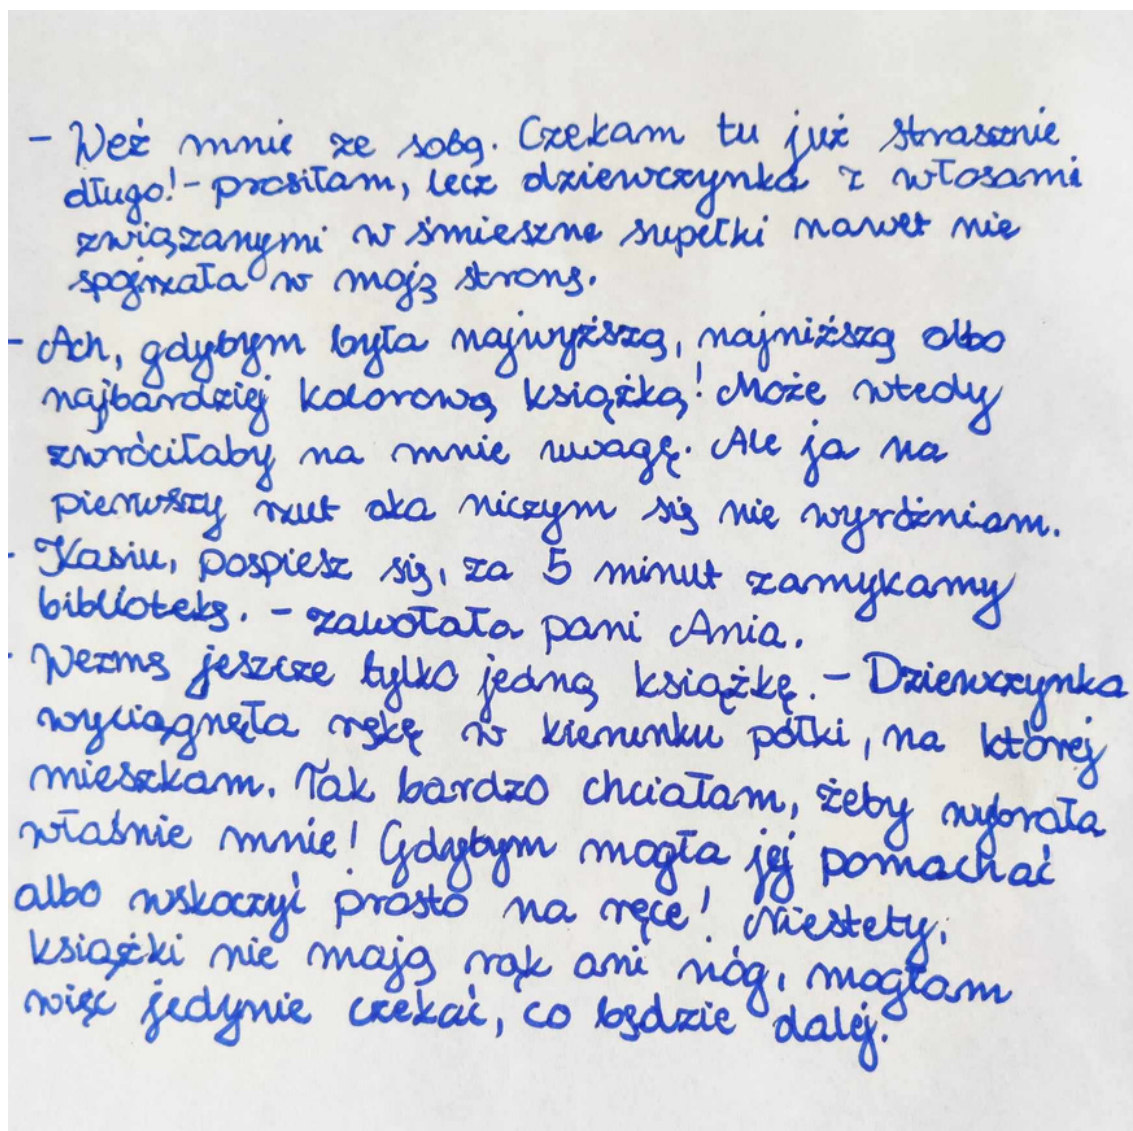 - Weź mnie ze sobą. Czekam tu już strasznie
długo! - prosiłam, lecz dziewczynka z włosami
związanymi w śmieszne supełki nawet nie
spojrzała w moją stronę.
- Ach, gdybym była najwyższą, najniższą albo
najbardziej kolorową książką! Może wtedy
zwróciłaby na mnie uwagę. Ale ja na
pierwszy rzut oka niczym się nie wyróżniam.
- Kasiu, pospiesz się, za 5 minut zamykamy
bibliotekę. - zawołała pani Ania.
- Wezmę jeszcze tylko jedną książkę. - Dziewczynka
wyciągnęła rękę w kierunku półki, na której
mieszkam. Tak bardzo chciałam, żeby wybrała
właśnie mnie! Gdybym mogła jej pomachać
albo wskoczyć prosto na ręce! Niestety,
książki nie mają rąk ani nóg, mogłam
więc jedynie czekać, co będzie dalej.